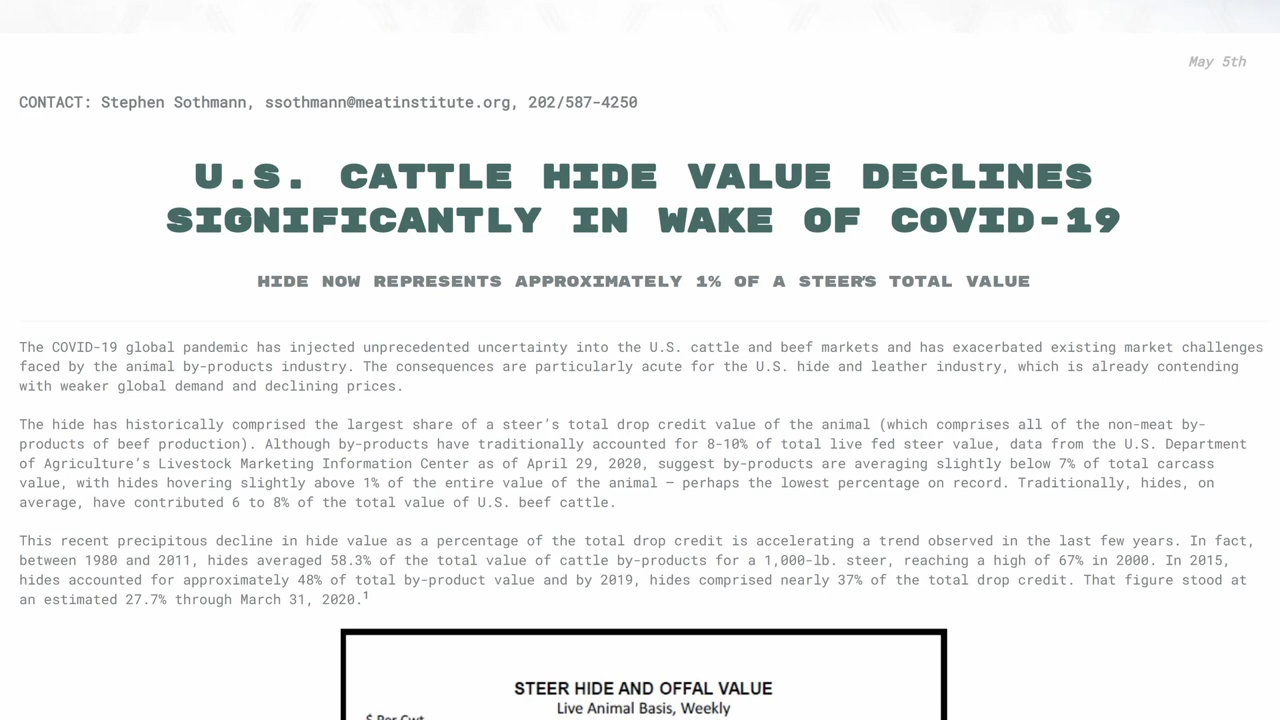 May 5th
CONTACT: Stephen Sothmann, ssothmann@meatinstitute.org, 202/587-4250
U.S. CATTLE HIDE VALUE DECLINES
SIGNIFICANTLY IN WAKE OF COVID-19
HIDE NOW REPRESENTS APPROXIMATELY 1% OF A STEER'S TOTAL VALUE
The COVID-19 global pandemic has injected unprecedented uncertainty into the U.S. cattle and beef markets and has exacerbated existing market challenges
faced by the animal by-products industry. The consequences are particularly acute for the U.S. hide and leather industry, which is already contending
with weaker global demand and declining prices.
The hide has historically comprised the largest share of a steer’s total drop credit value of the animal (which comprises all of the non-meat by-
products of beef production). Although by-products have traditionally accounted for 8-10% of total live fed steer value, data from the U.S. Department
of Agriculture’s Livestock Marketing Information Center as of April 29, 2020, suggest by-products are averaging slightly below 7% of total carcass
value, with hides hovering slightly above 1% of the entire value of the animal – perhaps the lowest percentage on record. Traditionally, hides, on
average, have contributed 6 to 8% of the total value of U.S. beef cattle.
This recent precipitous decline in hide value as a percentage of the total drop credit is accelerating a trend observed in the last few years. In fact,
between 1980 and 2011, hides averaged 58.3% of the total value of cattle by-products for a 1,000-lb. steer, reaching a high of 67% in 2000. In 2015,
hides accounted for approximately 48% of total by-product value and by 2019, hides comprised nearly 37% of the total drop credit. That figure stood at
an estimated 27.7% through March 31, 2020.¹
STEER HIDE AND OFFAL VALUE
Live Animal Basis, Weekly
$ Per Cwt